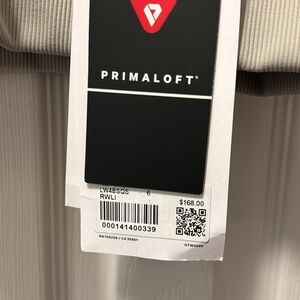 PRIMALOFT®
LW4BSQS 6
RWLI
$168.00
000141400339